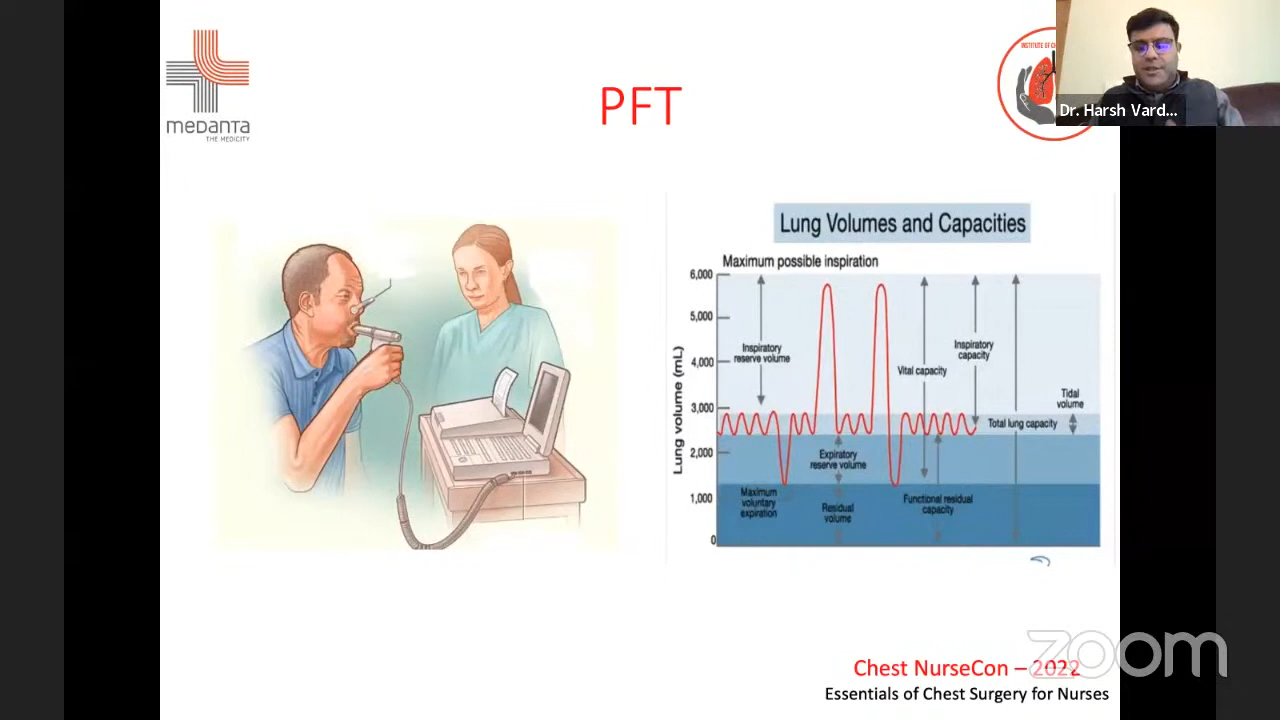 medanta
THE MEDICITY
PFT
INSTITUTE OF
Dr. Harsh Vard...
Lung Volumes and Capacities
Maximum possible inspiration
Lung volume (mL)
6,000
5,000
4,000
3,000
2,000
1,000
0
Inspiratory
reserve volume
Vital capacity
Inspiratory
capacity
Tidal
volume
Total lung capacity
Expiratory
reserve volume
Maximum
voluntary
expiration
Residual
volume
Functional residual
capacity
zoom
Chest NurseCon – 2022
Essentials of Chest Surgery for Nurses